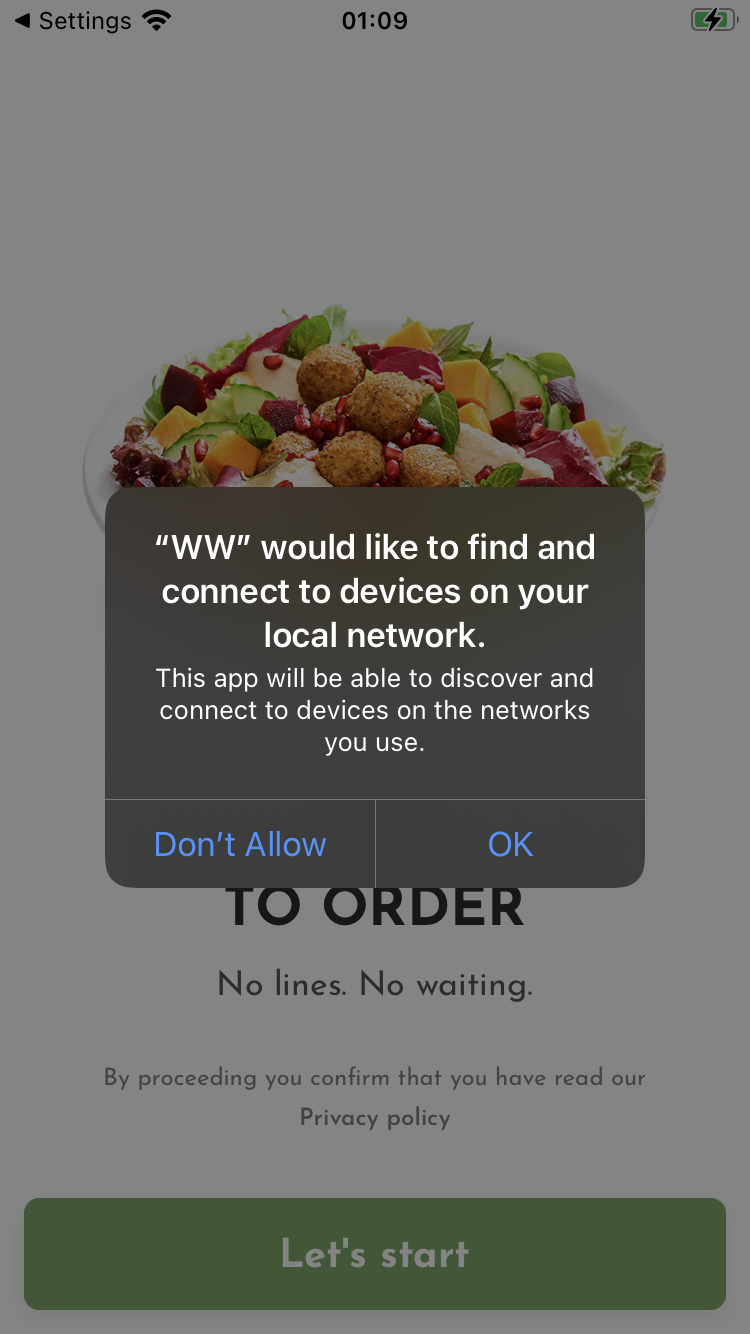 Settings
01:09
“WW” would like to find and
connect to devices on your
local network.
This app will be able to discover and
connect to devices on the networks
you use.
Don’t Allow
OK
TO ORDER
No lines. No waiting.
By proceeding you confirm that you have read our
Privacy policy
Let's start